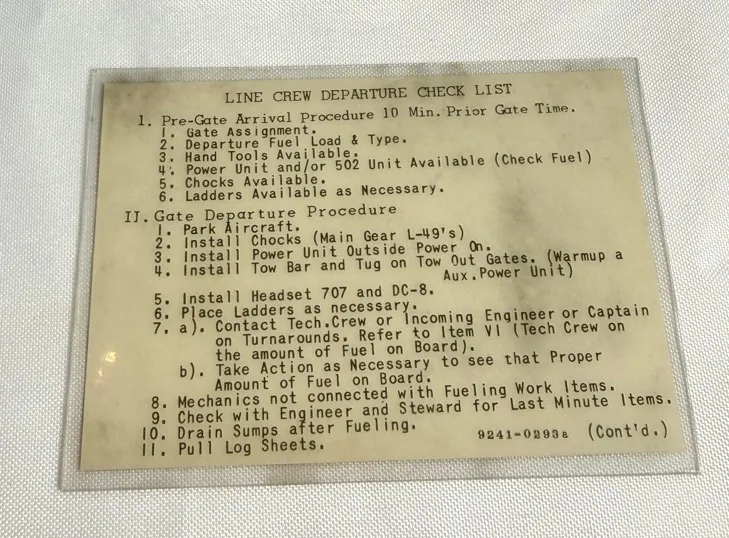 LINE CREW DEPARTURE CHECK LIST
I. Pre-Gate Arrival Procedure 10 Min. Prior Gate Time.
1. Gate Assignment.
2. Departure Fuel Load & Type.
3. Hand Tools Available.
4. Power Unit and/or 502 Unit Available (Check Fuel)
5. Chocks Available.
6. Ladders Available as Necessary.
II. Gate Departure Procedure
1. Park Aircraft.
2. Install Chocks (Main Gear L-49's)
3. Install Power Unit Outside Power On.
4. Install Tow Bar and Tug on Tow Out Gates. (Warmup a
Aux. Power Unit)
5. Install Headset 707 and DC-8.
6. Place Ladders as necessary.
7. a). Contact Tech.Crew or Incoming Engineer or Captain
on Turnarounds. Refer to Item VI (Tech Crew on
the amount of Fuel on Board).
b). Take Action as Necessary to see that Proper
Amount of Fuel on Board.
8. Mechanics not connected with Fueling Work Items.
9. Check with Engineer and Steward for Last Minute Items.
10. Drain Sumps after Fueling.
11. Pull Log Sheets.
9241-0293a (Cont'd.)